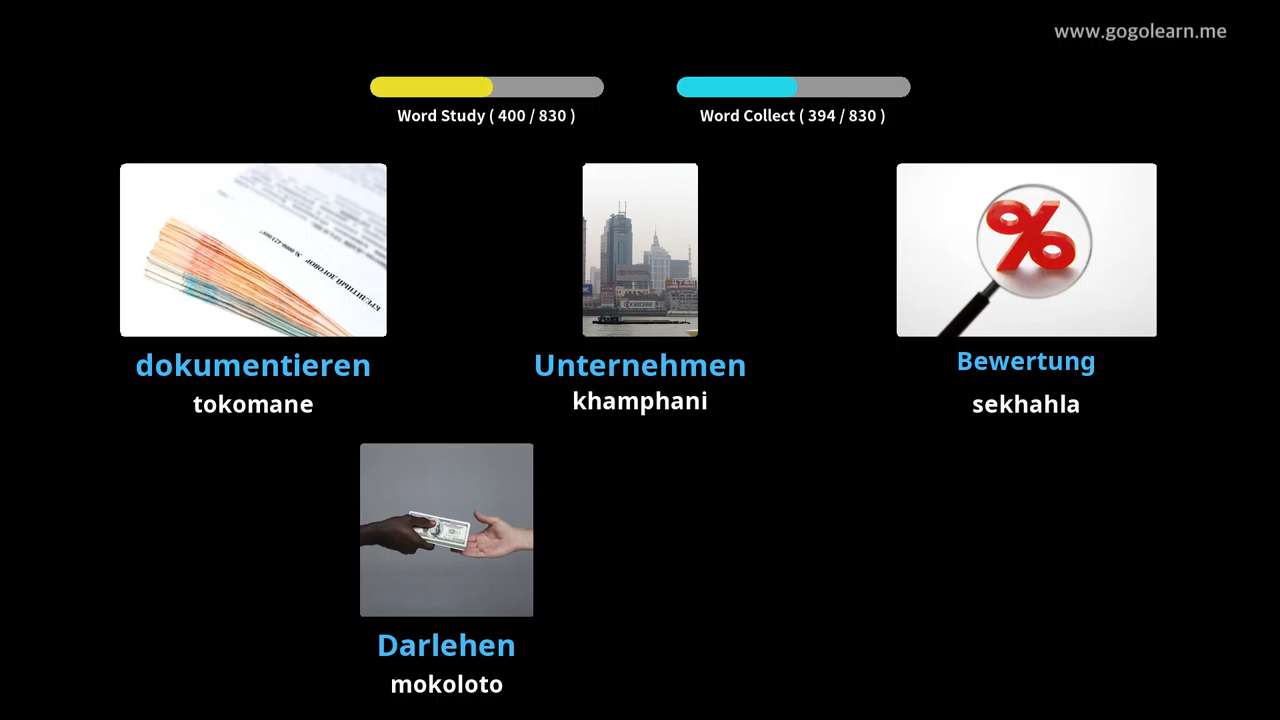 www.gogolearn.me
Word Study ( 400 / 830 )
Word Collect ( 394 / 830 )
TOYOTA
dokumentieren
Unternehmen
Bewertung
tokomane
khamphani
sekhahla
Darlehen
mokoloto